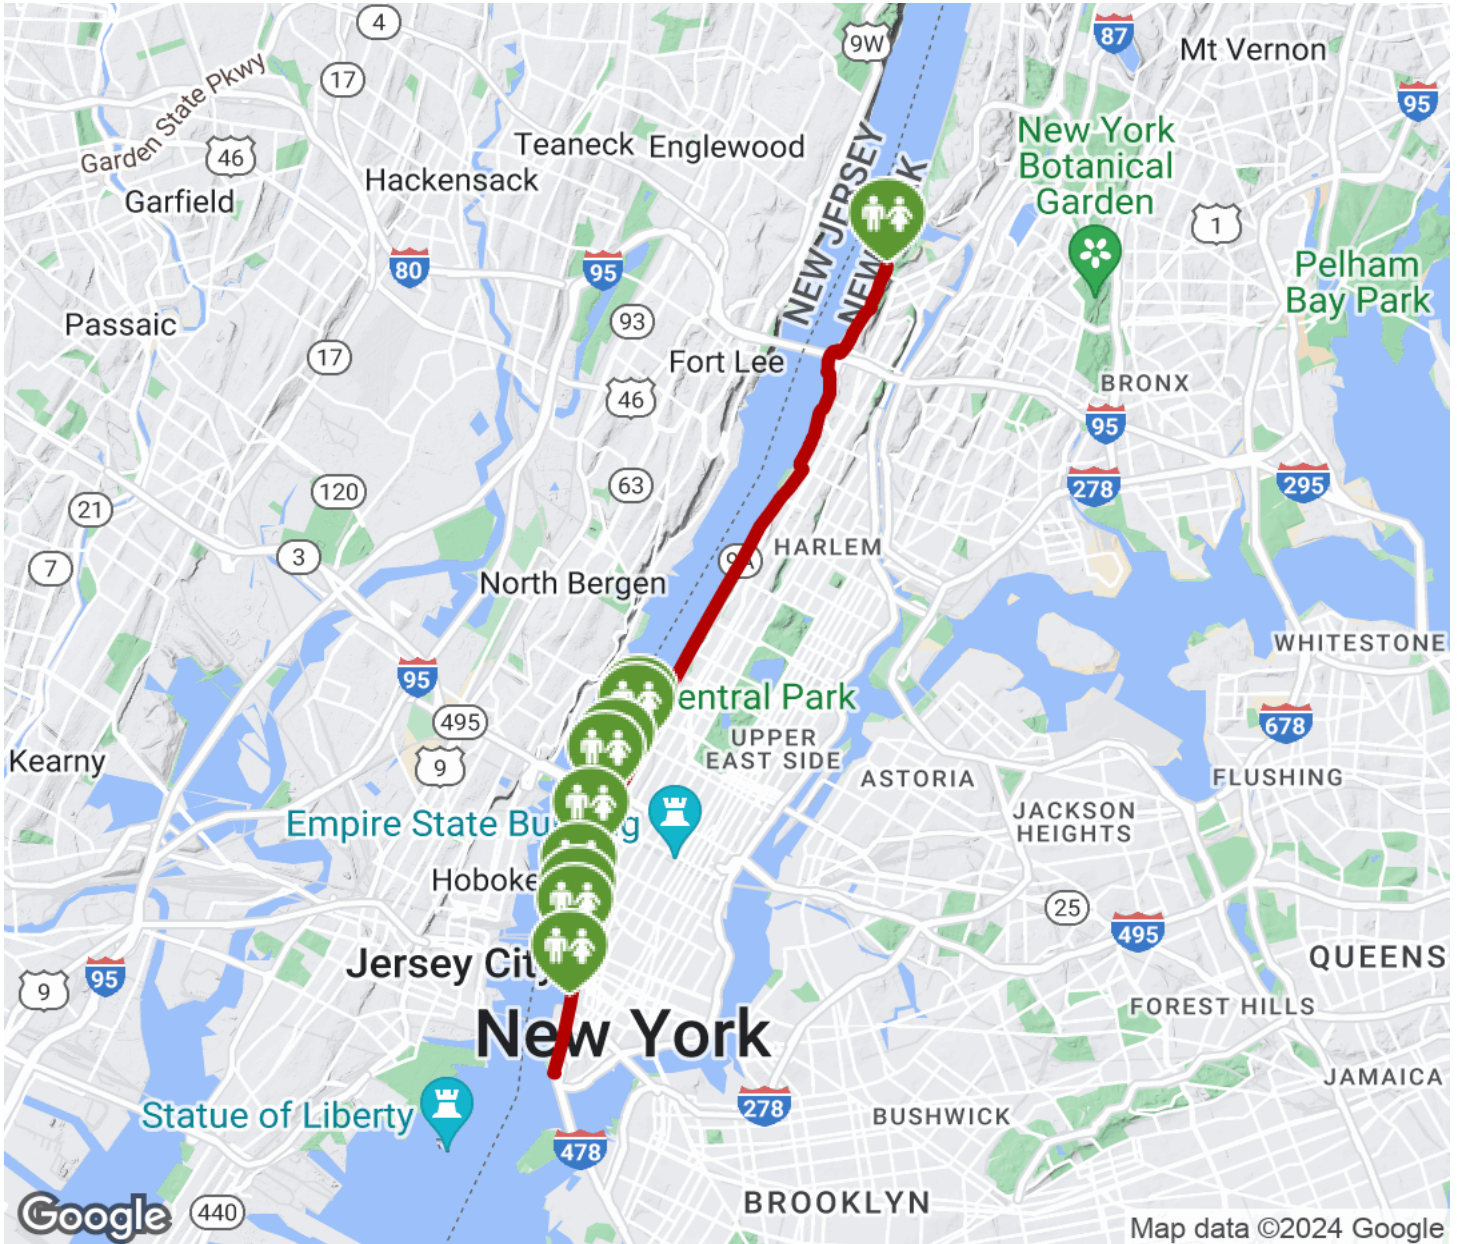 4
9W
87
Mt Vernon
17
95
Garden State Pkwy
46
Teaneck
Englewood
New York
Botanical
Garden
Hackensack
Garfield
NEW JERSEY
1
80
95
Pelham
Bay Park
Passaic
93
17
Fort Lee
BRONX
46
95
120
63
278
295
21
3
HARLEM
7
North Bergen
WHITESTONE
95
entral Park
495
678
UPPER
EAST SIDE
Kearny
9
ASTORIA
FLUSHING
JACKSON
HEIGHTS
Empire State Bu g
Hoboke
25
495
Jersey Cit
QUEENS
95
9
FOREST HILLS
New York
JAMAICA
Statue of Liberty
278
BUSHWICK
478
BROOKLYN
Google
440
Map data ©2024 Google